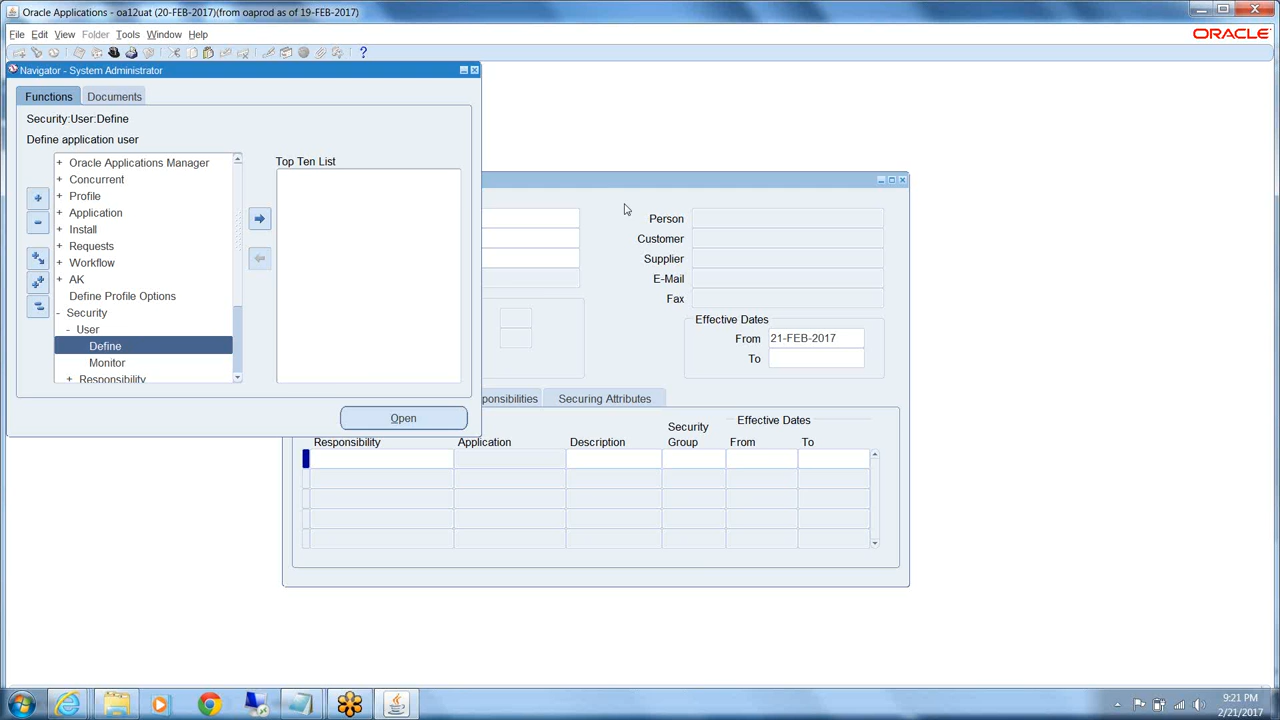 Oracle Applications - oa12uat (20-FEB-2017)(from oaprod as of 19-FEB-2017)
File Edit View Folder Tools Window Help
ORACLE
Navigator - System Administrator
Functions Documents
Security:User:Define
Define application user
Top Ten List
+ Oracle Applications Manager
+ Concurrent
+ Profile
+ Application
+ Install
+ Requests
+ Workflow
+ AK
Define Profile Options
- Security
- User
Define
Monitor
+ Responsibility
Open
Person
Customer
Supplier
E-Mail
Fax
Effective Dates
From 21-FEB-2017
To
ponsibilities Securing Attributes
Effective Dates
Responsibility Application Description Security Group From To
9:21 PM
2/21/2017